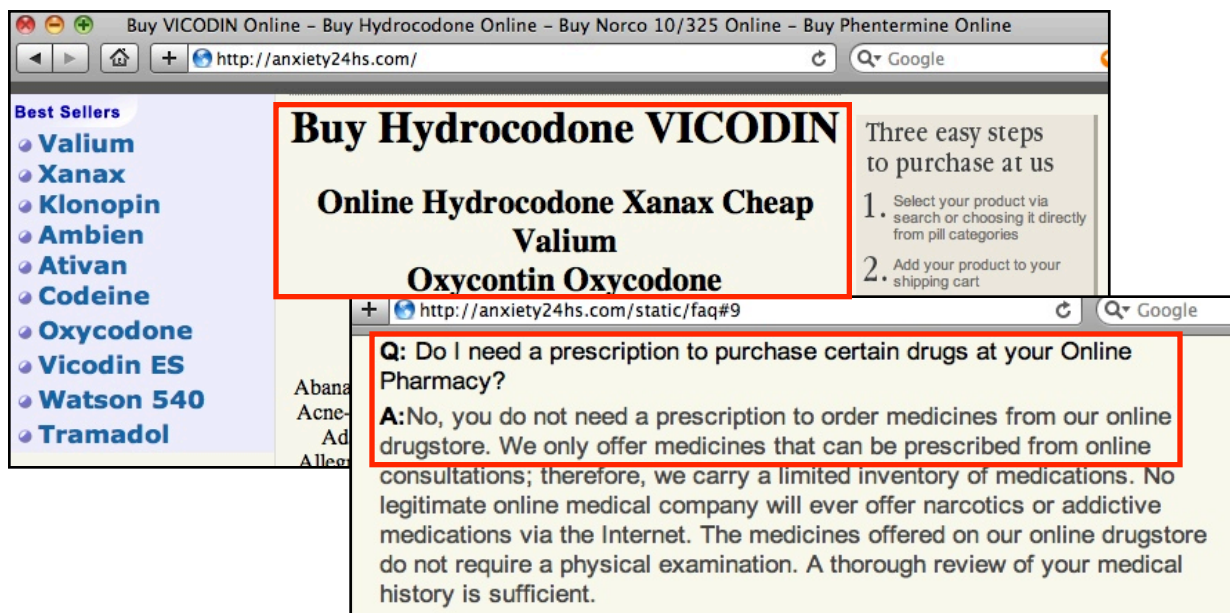 Buy VICODIN Online – Buy Hydrocodone Online – Buy Norco 10/325 Online – Buy Phentermine Online
http://anxiety24hs.com/
Google
Best Sellers
Valium
Xanax
Klonopin
Ambien
Ativan
Codeine
Oxycodone
Vicodin ES
Watson 540
Tramadol
Buy Hydrocodone VICODIN
Online Hydrocodone Xanax Cheap
Valium
Oxycontin Oxycodone
Abana
Acne-
Ad
Three easy steps
to purchase at us
1. Select your product via
search or choosing it directly
from pill categories
2. Add your product to your
shipping cart
http://anxiety24hs.com/static/faq#9
Google
Q: Do I need a prescription to purchase certain drugs at your Online
Pharmacy?
A:No, you do not need a prescription to order medicines from our online
drugstore. We only offer medicines that can be prescribed from online
consultations; therefore, we carry a limited inventory of medications. No
legitimate online medical company will ever offer narcotics or addictive
medications via the Internet. The medicines offered on our online drugstore
do not require a physical examination. A thorough review of your medical
history is sufficient.